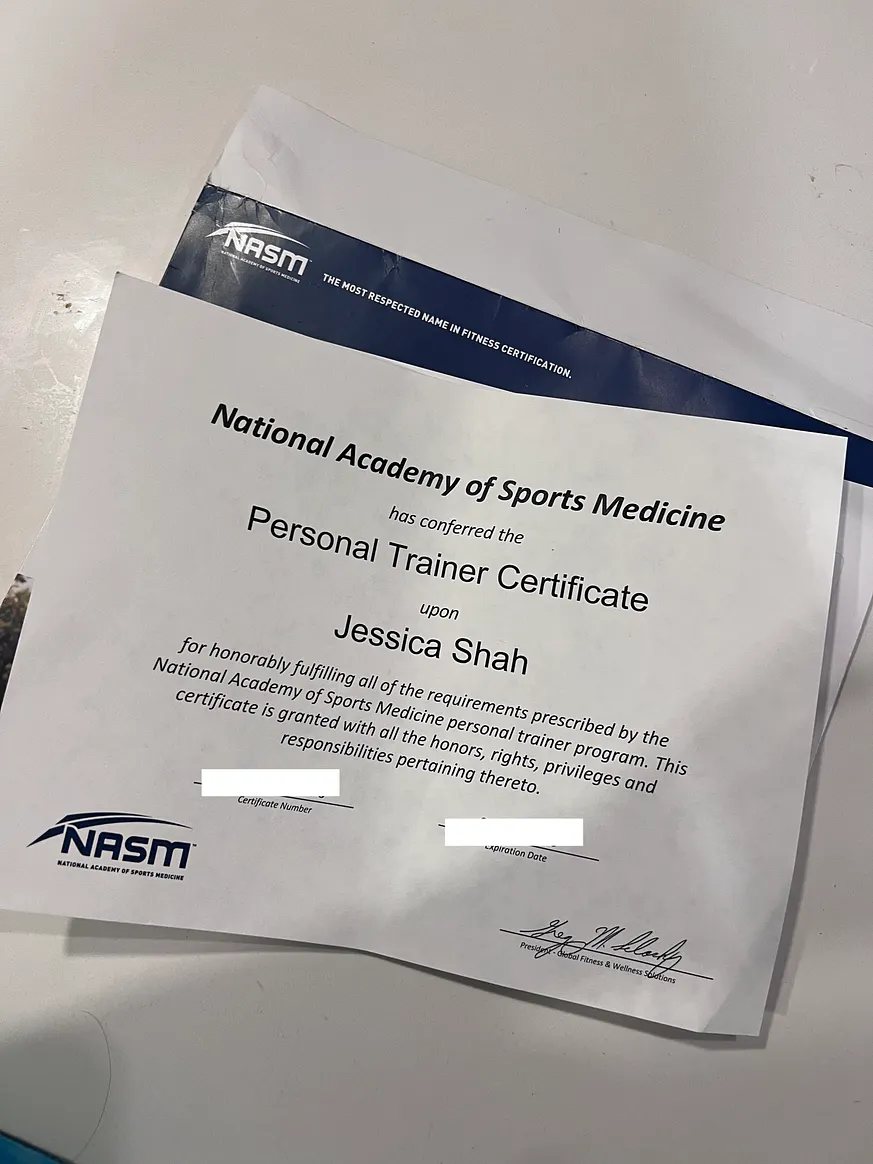 NASM
NATIONAL ACADEMY OF SPORTS MEDICINE
THE MOST RESPECTED NAME IN FITNESS CERTIFICATION.
National Academy of Sports Medicine
has conferred the
Personal Trainer Certificate
upon
Jessica Shah
for honorably fulfilling all of the requirements prescribed by the
National Academy of Sports Medicine personal trainer program. This
certificate is granted with all the honors, rights, privileges and
responsibilities pertaining thereto.
Certificate Number
Expiration Date
NASM™
NATIONAL ACADEMY OF SPORTS MEDICINE
President - Global Fitness & Wellness Solutions